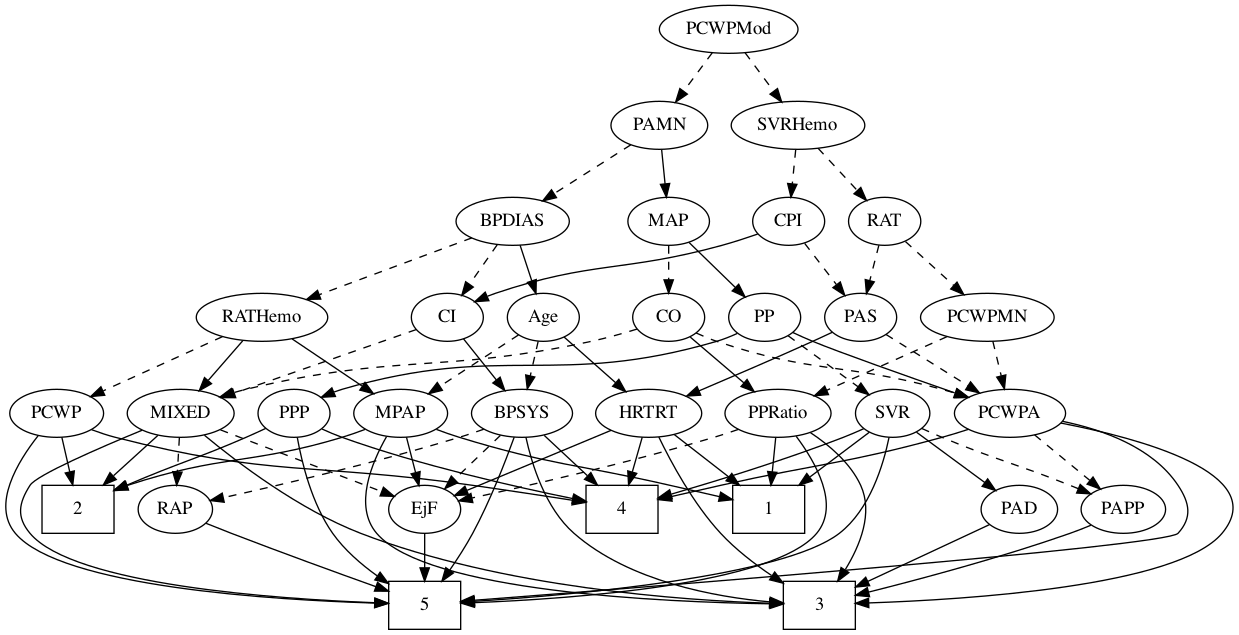 PCWPMod
PAMN
SVRHemo
BPDIAS
MAP
CPI
RAT
RATHemo
CI
Age
CO
PP
PAS
PCWPMN
PCWP
MIXED
PPP
MPAP
BPSYS
HRTRT
PPRatio
SVR
PCWPA
2
RAP
EjF
4
1
PAD
PAPP
5
3